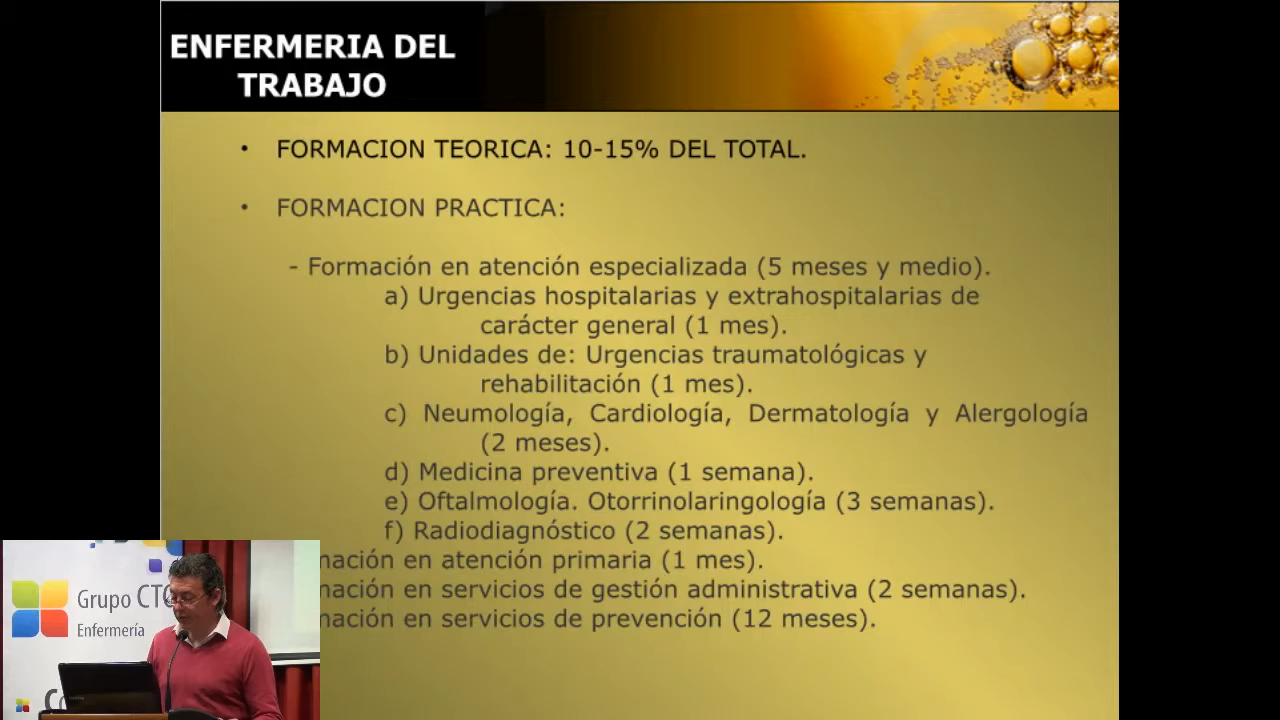 ENFERMERIA DEL
TRABAJO
• FORMACION TEORICA: 10-15% DEL TOTAL.
• FORMACION PRACTICA:
- Formación en atención especializada (5 meses y medio).
a) Urgencias hospitalarias y extrahospitalarias de
carácter general (1 mes).
b) Unidades de: Urgencias traumatológicas y
rehabilitación (1 mes).
c) Neumología, Cardiología, Dermatología y Alergología
(2 meses).
d) Medicina preventiva (1 semana).
e) Oftalmología. Otorrinolaringología (3 semanas).
f) Radiodiagnóstico (2 semanas).
mación en atención primaria (1 mes).
mación en servicios de gestión administrativa (2 semanas).
mación en servicios de prevención (12 meses).
Grupo CTO
Enfermería